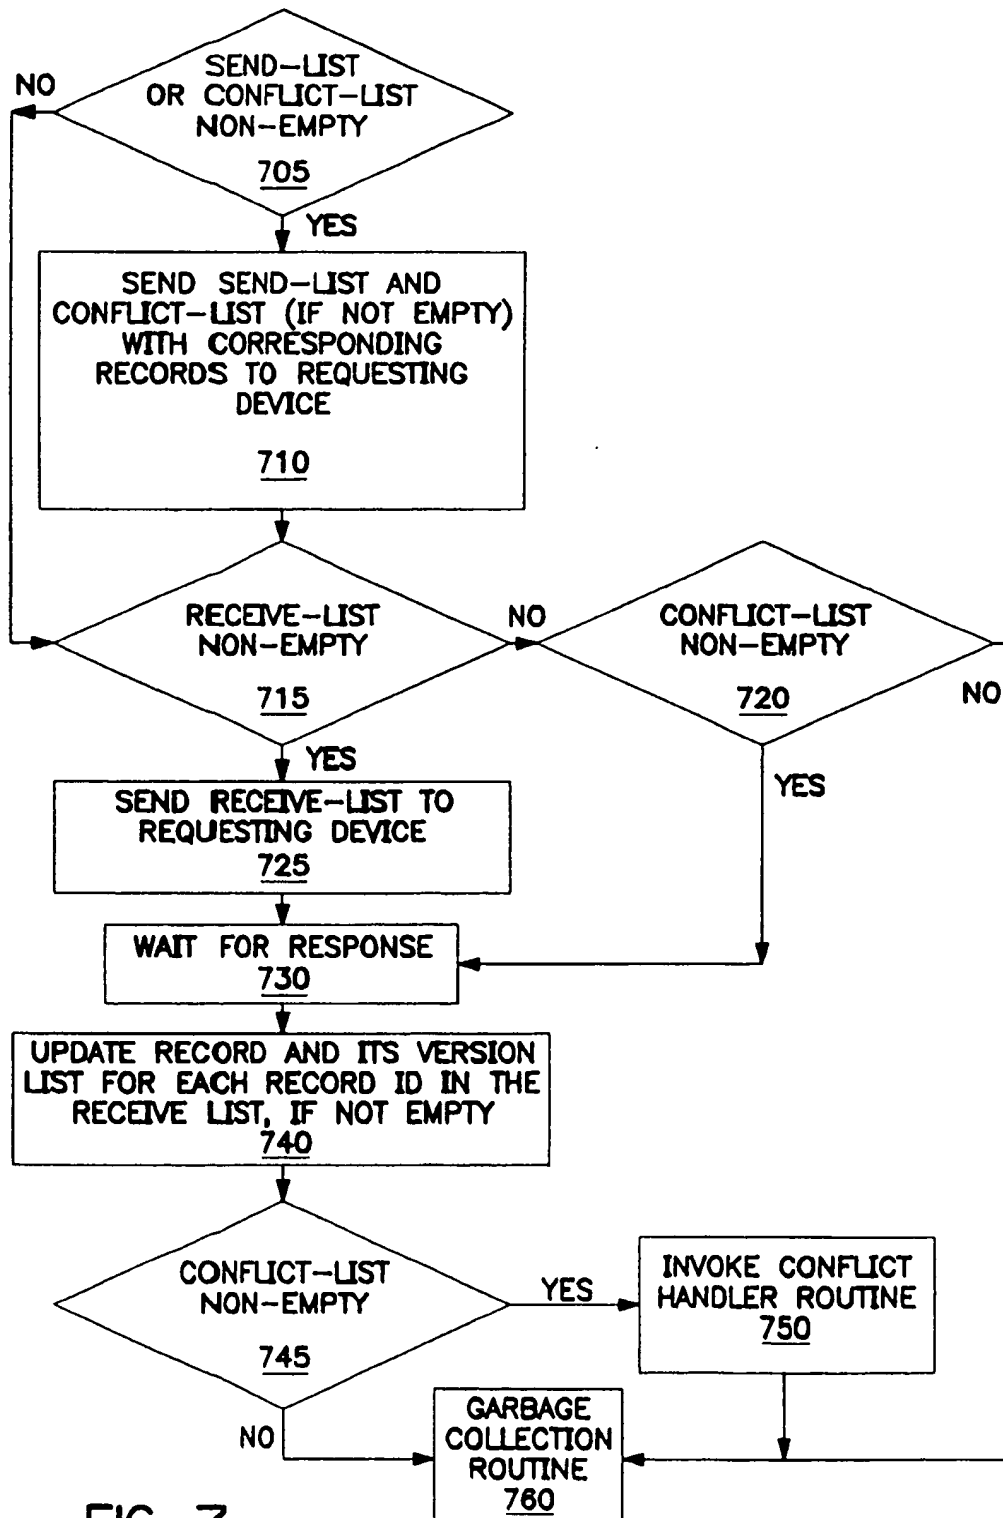 SEND-LIST
OR CONFLICT-LIST
NON-EMPTY
705
NO
YES
SEND SEND-LIST AND
CONFLICT-LIST (IF NOT EMPTY)
WITH CORRESPONDING
RECORDS TO REQUESTING
DEVICE
710
RECEIVE-LIST
NON-EMPTY
715
NO
CONFLICT-LIST
NON-EMPTY
720
NO
YES
YES
SEND RECEIVE-LIST TO
REQUESTING DEVICE
725
WAIT FOR RESPONSE
730
UPDATE RECORD AND ITS VERSION
LIST FOR EACH RECORD ID IN THE
RECEIVE LIST, IF NOT EMPTY
740
CONFLICT-LIST
NON-EMPTY
745
YES
INVOKE CONFLICT
HANDLER ROUTINE
750
NO
GARBAGE
COLLECTION
ROUTINE
760
FIG. 7